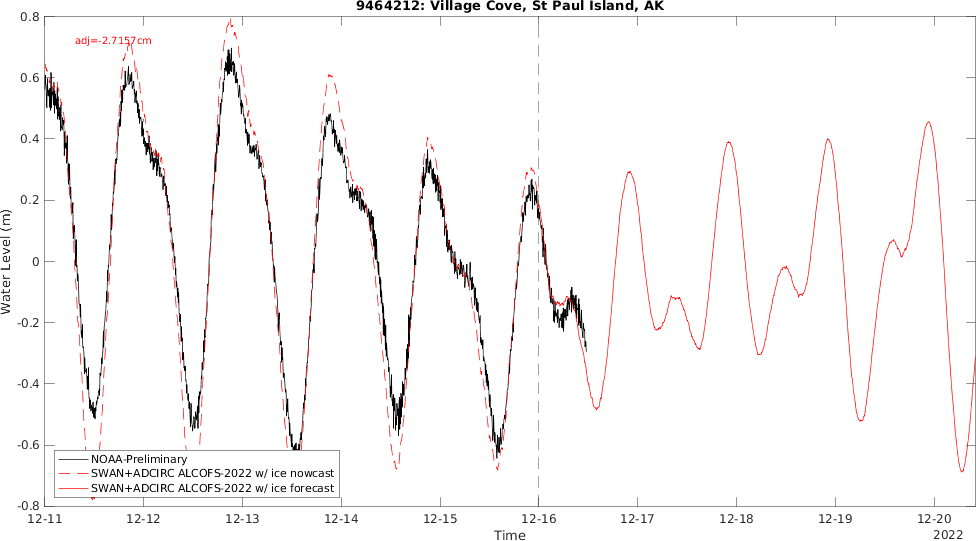 9464212: Village Cove, St Paul Island, AK
adj=-2.7157cm
Water Level (m)
0.8
0.6
0.4
0.2
0
-0.2
-0.4
-0.6
-0.8
NOAA-Preliminary
SWAN+ADCIRC ALCOFS-2022 w/ ice nowcast
SWAN+ADCIRC ALCOFS-2022 w/ ice forecast
12-11 12-12 12-13 12-14 12-15 12-16 12-17 12-18 12-19 12-20
Time
2022